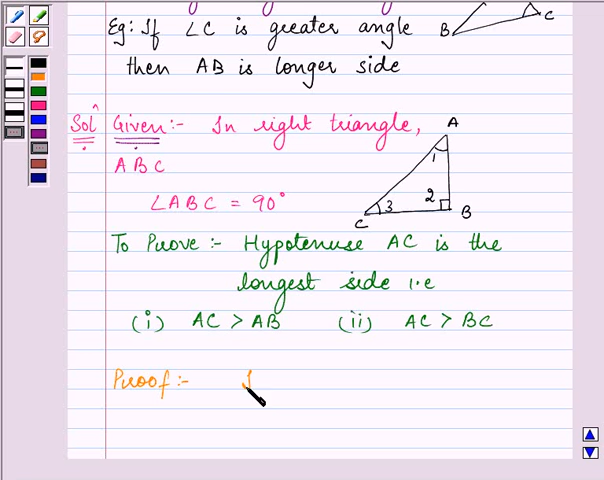 Eg: If ∠C is greater angle
B
C
then AB is longer side
Sol
Given:- In right triangle,
A
ABC
1
∠ABC = 90°
2
3
C
B
To Prove:- Hypotenuse AC is the
longest side i.e
(i) AC > AB (ii) AC > BC
Proof:-